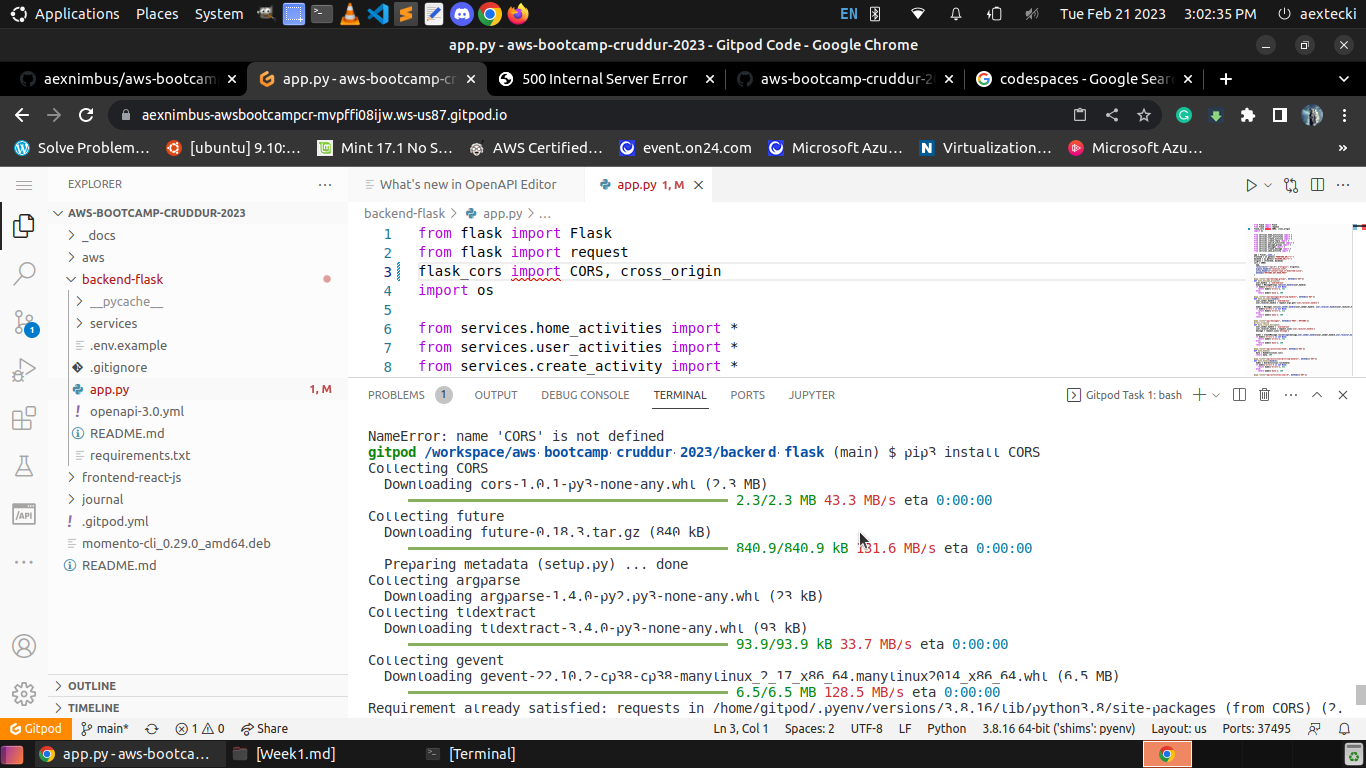 Applications Places System EN Tue Feb 21 2023 3:02:35 PM aextecki
app.py - aws-bootcamp-cruddur-2023 - Gitpod Code - Google Chrome
aexnimbus/aws-bootcam app.py - aws-bootcamp-cr 500 Internal Server Error aws-bootcamp-cruddur-2 codespaces - Google Sear
aexnimbus-awsbootcampcr-mvpffi08ijw.ws-us87.gitpod.io
Solve Problem… [ubuntu] 9.10:… Mint 17.1 No S… AWS Certified… event.on24.com Microsoft Azu… Virtualization… Microsoft Azu… »
EXPLORER
What's new in OpenAPI Editor app.py 1, M
AWS-BOOTCAMP-CRUDDUR-2023
_docs
aws
backend-flask
__pycache__
services
.env.example
.gitignore
app.py 1, M
openapi-3.0.yml
README.md
requirements.txt
frontend-react-js
journal
.gitpod.yml
momento-cli_0.29.0_amd64.deb
README.md
OUTLINE
TIMELINE
backend-flask > app.py > ...
1 from flask import Flask
2 from flask import request
3 flask_cors import CORS, cross_origin
4 import os
5
6 from services.home_activities import *
7 from services.user_activities import *
8 from services.create_activity import *
PROBLEMS 1 OUTPUT DEBUG CONSOLE TERMINAL PORTS JUPYTER Gitpod Task 1: bash
NameError: name 'CORS' is not defined
gitpod /workspace/aws-bootcamp-cruddur-2023/backend-flask (main) $ pip3 install CORS
Collecting CORS
Downloading cors-1.0.1-py3-none-any.whl (2.3 MB)
2.3/2.3 MB 43.3 MB/s eta 0:00:00
Collecting future
Downloading future-0.18.3.tar.gz (840 kB)
840.9/840.9 kB 131.6 MB/s eta 0:00:00
Preparing metadata (setup.py) ... done
Collecting argparse
Downloading argparse-1.4.0-py2.py3-none-any.whl (23 kB)
Collecting tldextract
Downloading tldextract-3.4.0-py3-none-any.whl (93 kB)
93.9/93.9 kB 33.7 MB/s eta 0:00:00
Collecting gevent
Downloading gevent-22.10.2-cp38-cp38-manylinux_2_17_x86_64.manylinux2014_x86_64.whl (6.5 MB)
6.5/6.5 MB 128.5 MB/s eta 0:00:00
Requirement already satisfied: requests in /home/gitpod/.pyenv/versions/3.8.16/lib/python3.8/site-packages (from CORS) (2.
Gitpod main* 1 0 Share Ln 3, Col 1 Spaces: 2 UTF-8 LF Python 3.8.16 64-bit ('shims': pyenv) Layout: us Ports: 37495
app.py - aws-bootca… [Week1.md] [Terminal]